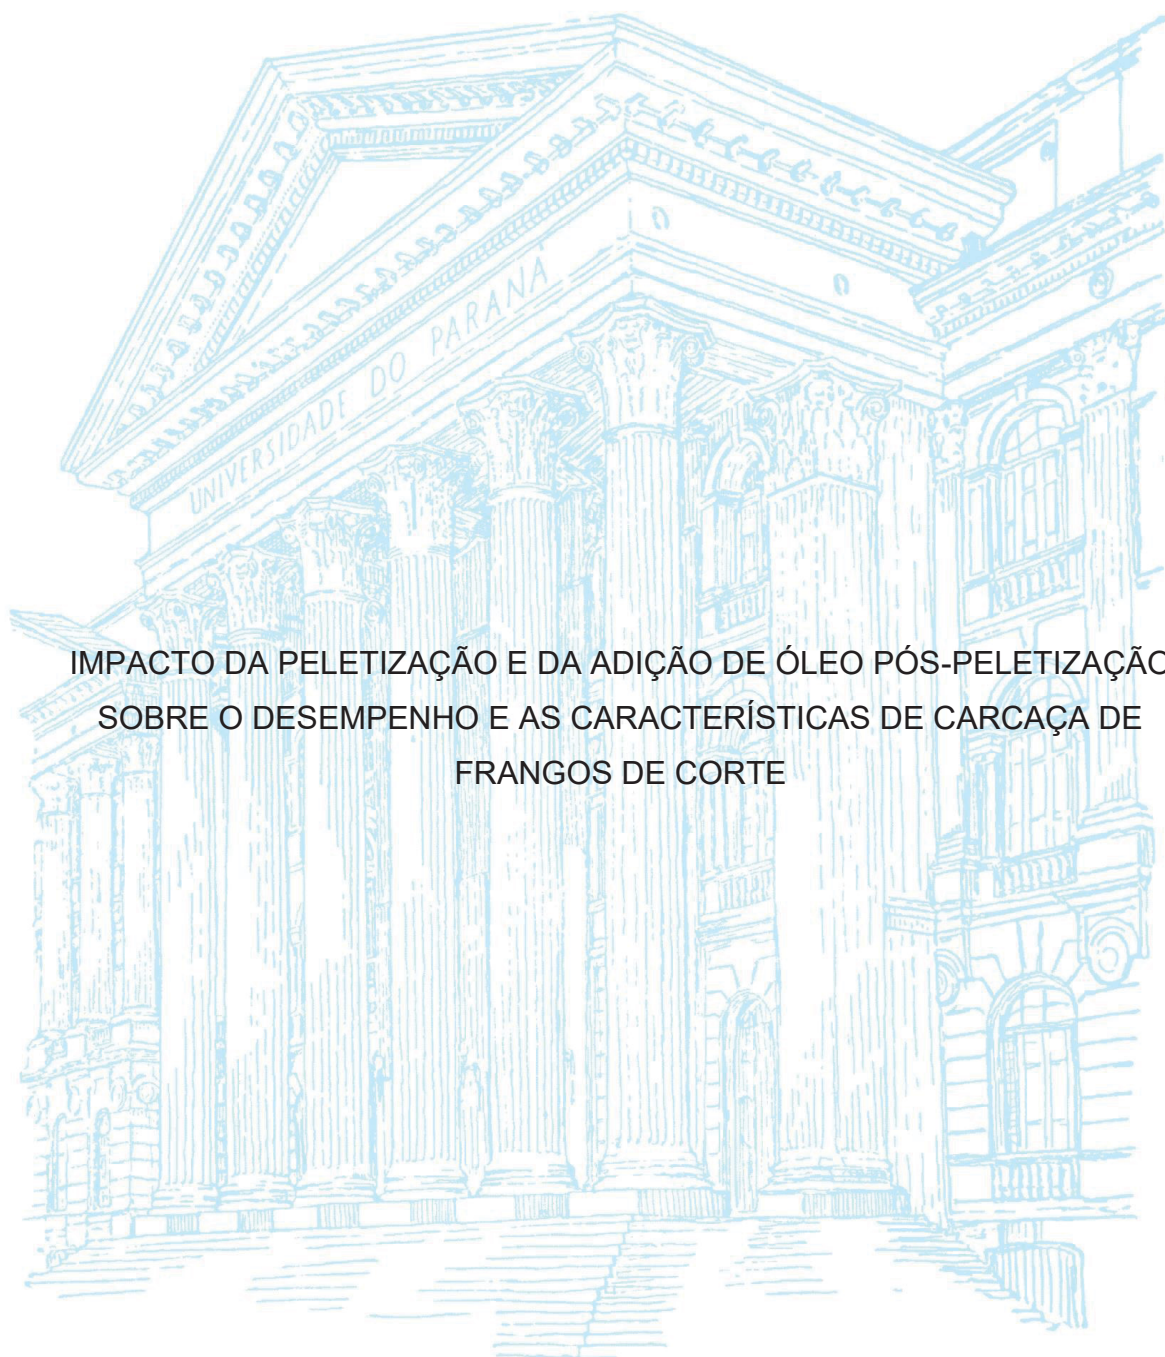 UNIVERSIDADE DO PARANÁ
IMPACTO DA PELETIZAÇÃO E DA ADIÇÃO DE ÓLEO PÓS-PELETIZAÇÃO
SOBRE O DESEMPENHO E AS CARACTERÍSTICAS DE CARCAÇA DE
FRANGOS DE CORTE